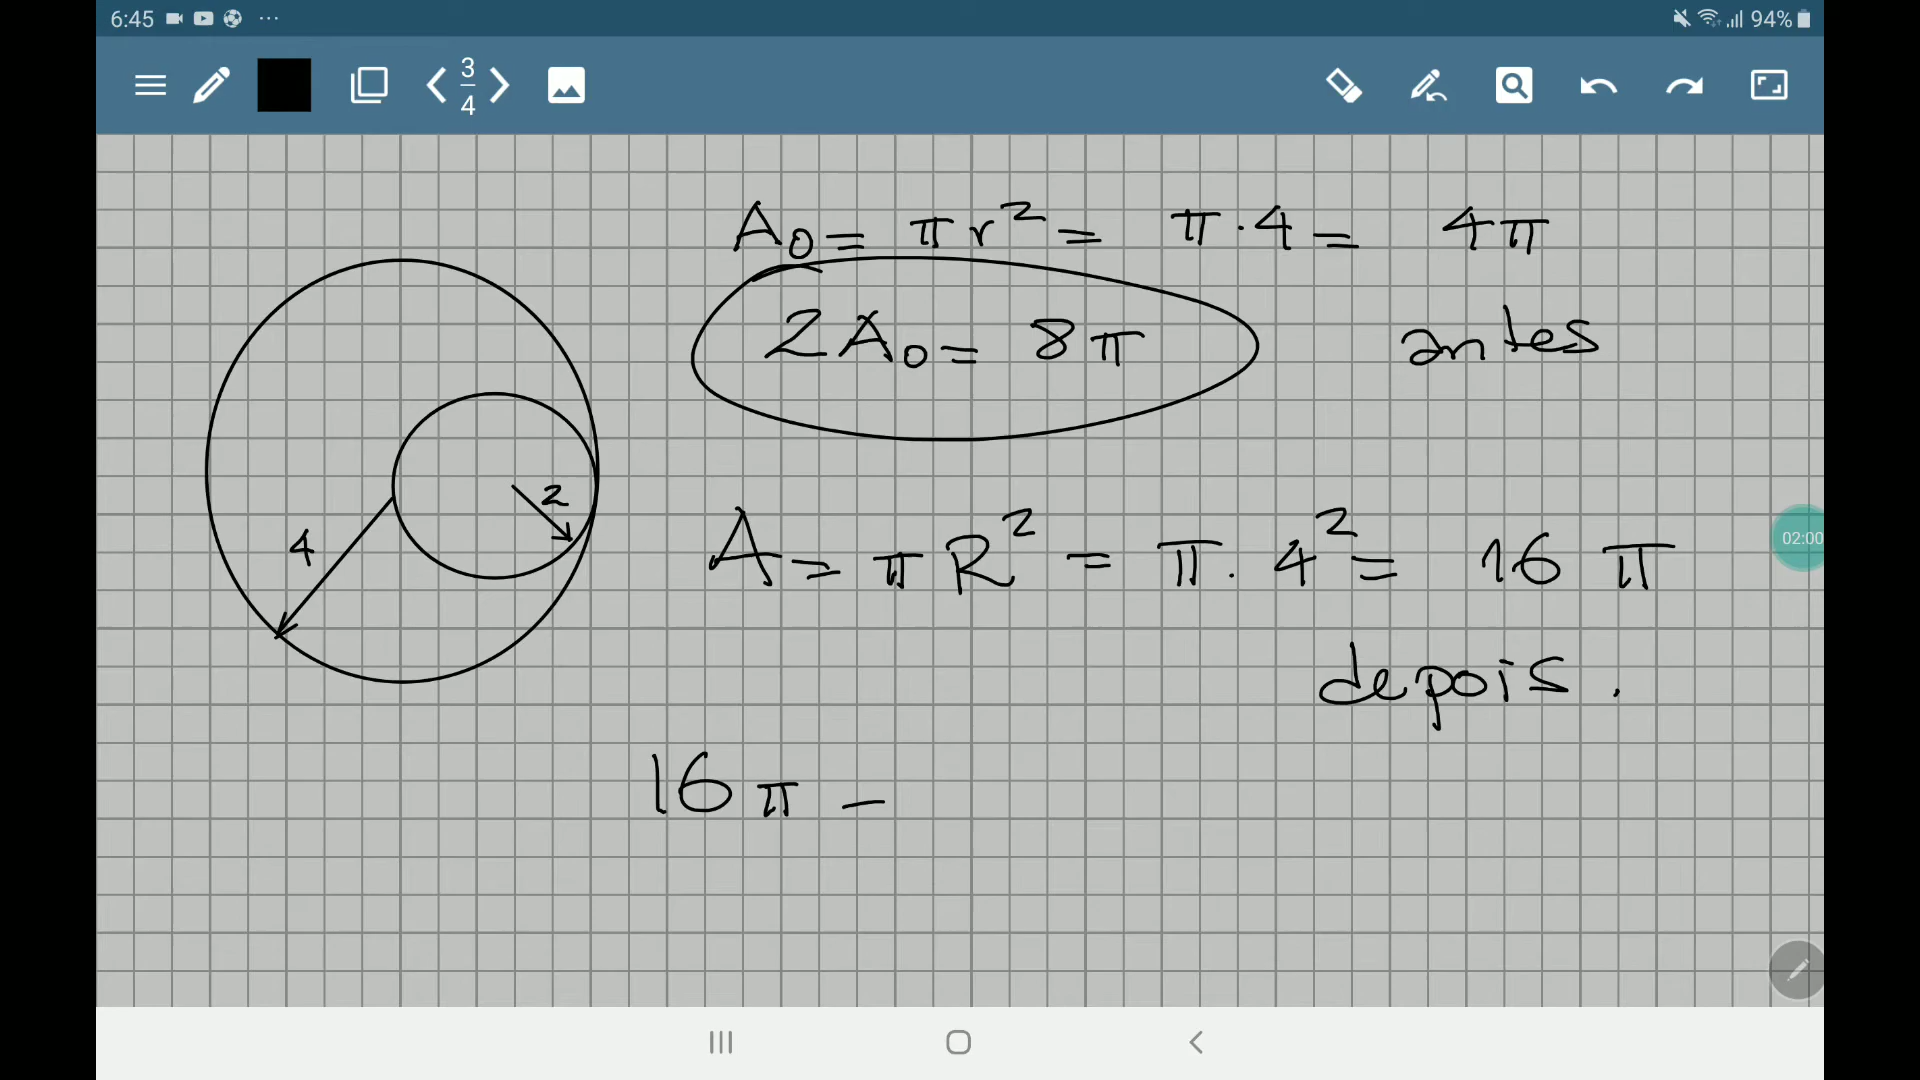 6:45 ... 94%
3
4
A₀ = πr² = π·4 = 4π
2A₀ = 8π antes
2
4
A = πR² = π·4² = 16π
02:00
depois.
16π –